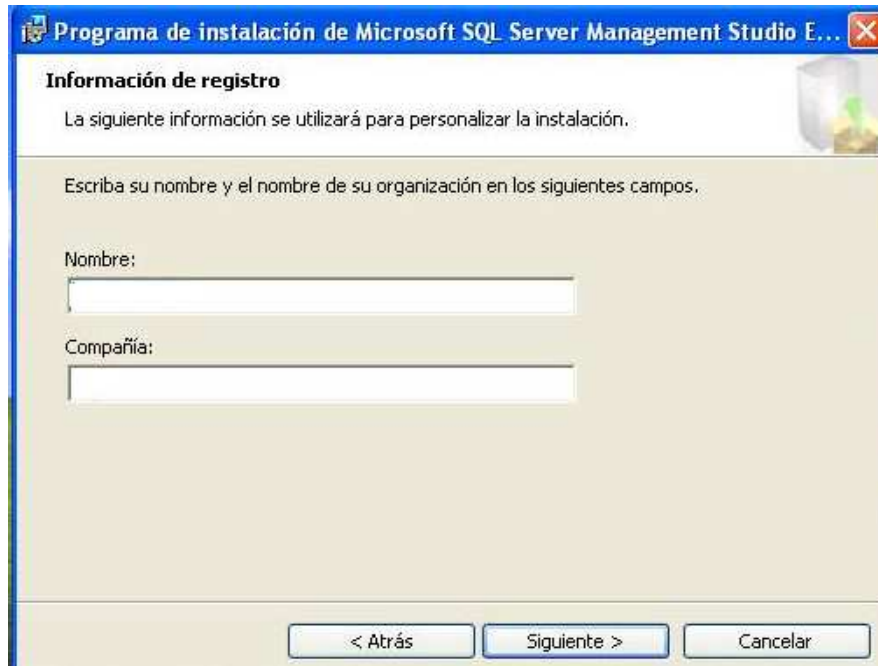 Programa de instalación de Microsoft SQL Server Management Studio E...
Información de registro
La siguiente información se utilizará para personalizar la instalación.
Escriba su nombre y el nombre de su organización en los siguientes campos.
Nombre:
Compañía:
< Atrás
Siguiente >
Cancelar